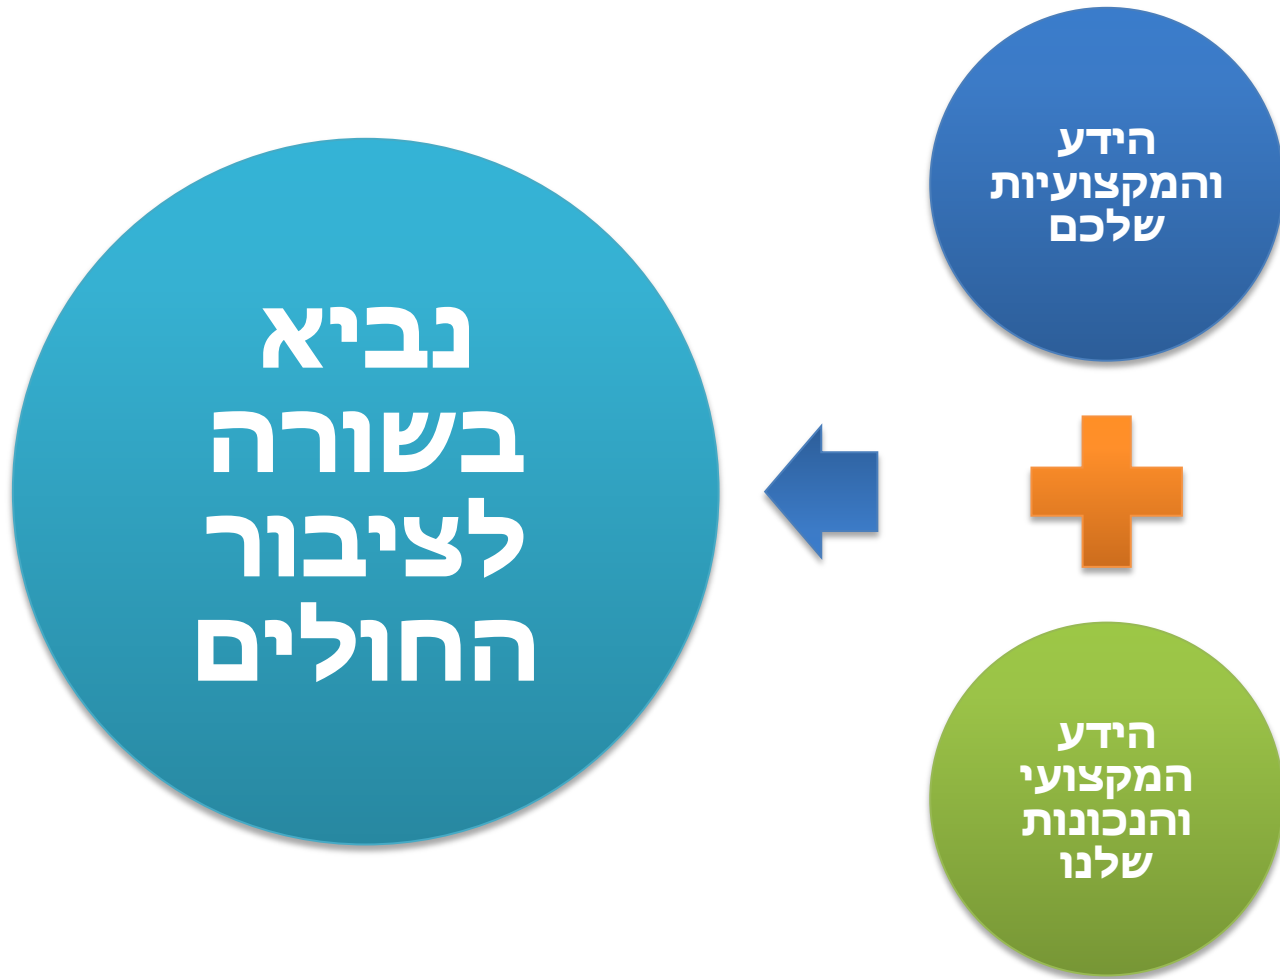 הידע
והמקצועיות
שלכם
הידע
המקצועי
והנכונות
שלנו
נביא
בשורה
לציבור
החולים